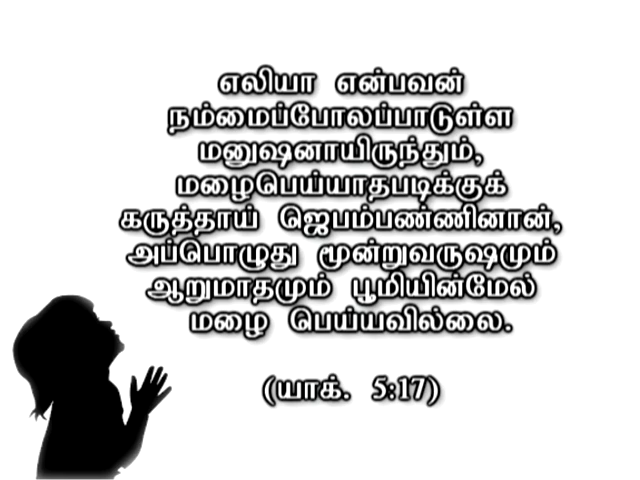 எலியா என்பவன்
நம்மைப்போலப்பாடுள்ள
மனுஷனாயிருந்தும்,
மழைபெய்யாதபடிக்குக்
கருத்தாய் ஜெபம்பண்ணினான்,
அப்பொழுது மூன்றுவருஷமும்
ஆறுமாதமும் பூமியின்மேல்
மழை பெய்யவில்லை.
(யாக். 5:17)